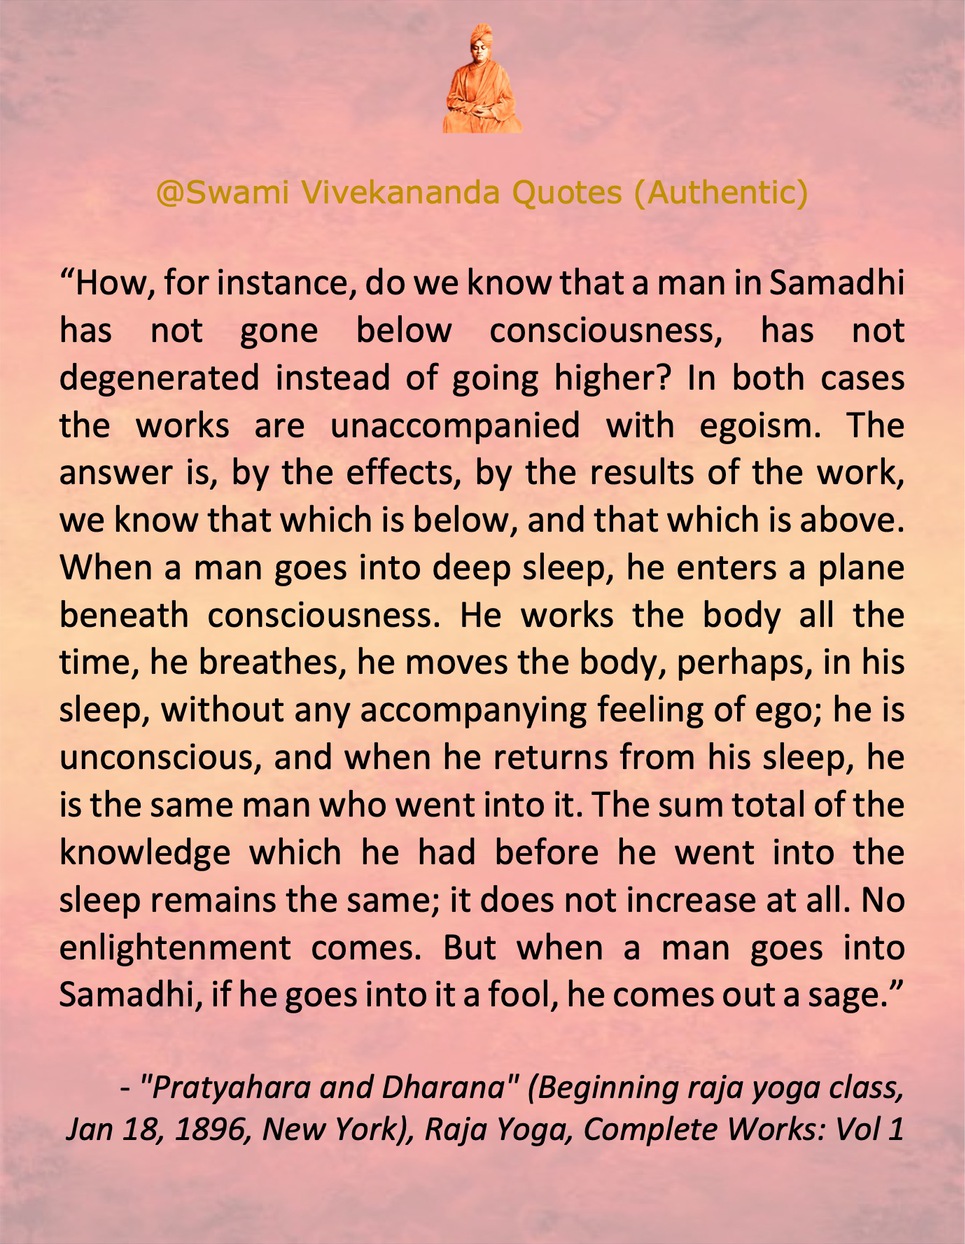 @Swami Vivekananda Quotes (Authentic)
“How, for instance, do we know that a man in Samadhi
has not gone below consciousness, has not
degenerated instead of going higher? In both cases
the works are unaccompanied with egoism. The
answer is, by the effects, by the results of the work,
we know that which is below, and that which is above.
When a man goes into deep sleep, he enters a plane
beneath consciousness. He works the body all the
time, he breathes, he moves the body, perhaps, in his
sleep, without any accompanying feeling of ego; he is
unconscious, and when he returns from his sleep, he
is the same man who went into it. The sum total of the
knowledge which he had before he went into the
sleep remains the same; it does not increase at all. No
enlightenment comes. But when a man goes into
Samadhi, if he goes into it a fool, he comes out a sage.”
- "Pratyahara and Dharana" (Beginning raja yoga class,
Jan 18, 1896, New York), Raja Yoga, Complete Works: Vol 1